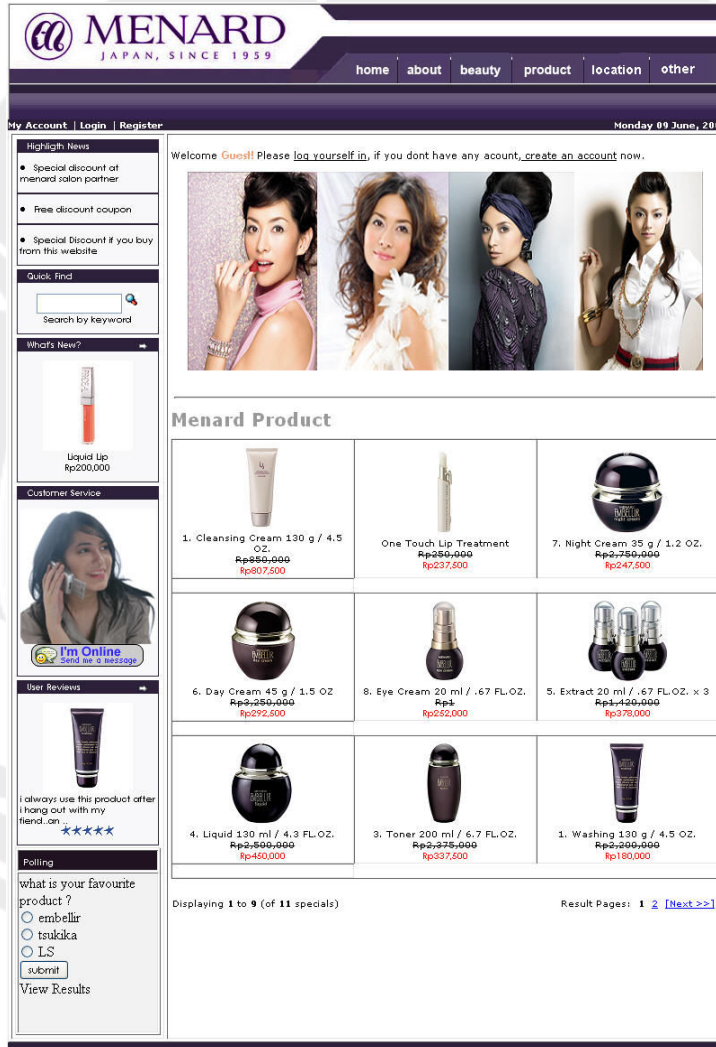 MENARD
JAPAN, SINCE 1959
home about beauty product location other
My Account | Login | Register
Monday 09 June, 20
Highligth News
Special discount at
menard salon partner
Free discount coupon
Special Discount if you buy
from this website
Quick Find
Search by keyword
What's New?
Liquid Lip
Rp200,000
Customer Service
I'm Online
Send me a message
User Reviews
i always use this product after
i hang out with my
fiend..an ..
Polling
what is your favourite
product ?
embellir
tsukika
LS
submit
View Results
Welcome Guest! Please log yourself in, if you dont have any acount, create an account now.
Menard Product
1. Cleansing Cream 130 g / 4.5
OZ.
Rp850,000
Rp807,500
One Touch Lip Treatment
Rp250,000
Rp237,500
EMBELLIR
night cream
7. Night Cream 35 g / 1.2 OZ.
Rp2,750,000
Rp247,500
EMBELLIR
6. Day Cream 45 g / 1.5 OZ
Rp3,250,000
Rp292,500
EMBELLIR
8. Eye Cream 20 ml / .67 FL.OZ.
Rp1
Rp252,000
EMBELLIR
5. Extract 20 ml / .67 FL.OZ. x 3
Rp1,420,000
Rp378,000
EMBELLIR
4. Liquid 130 ml / 4.3 FL.OZ.
Rp2,500,000
Rp450,000
3. Toner 200 ml / 6.7 FL.OZ.
Rp2,375,000
Rp337,500
1. Washing 130 g / 4.5 OZ.
Rp2,200,000
Rp180,000
Displaying 1 to 9 (of 11 specials)
Result Pages: 1 2 [Next >>]